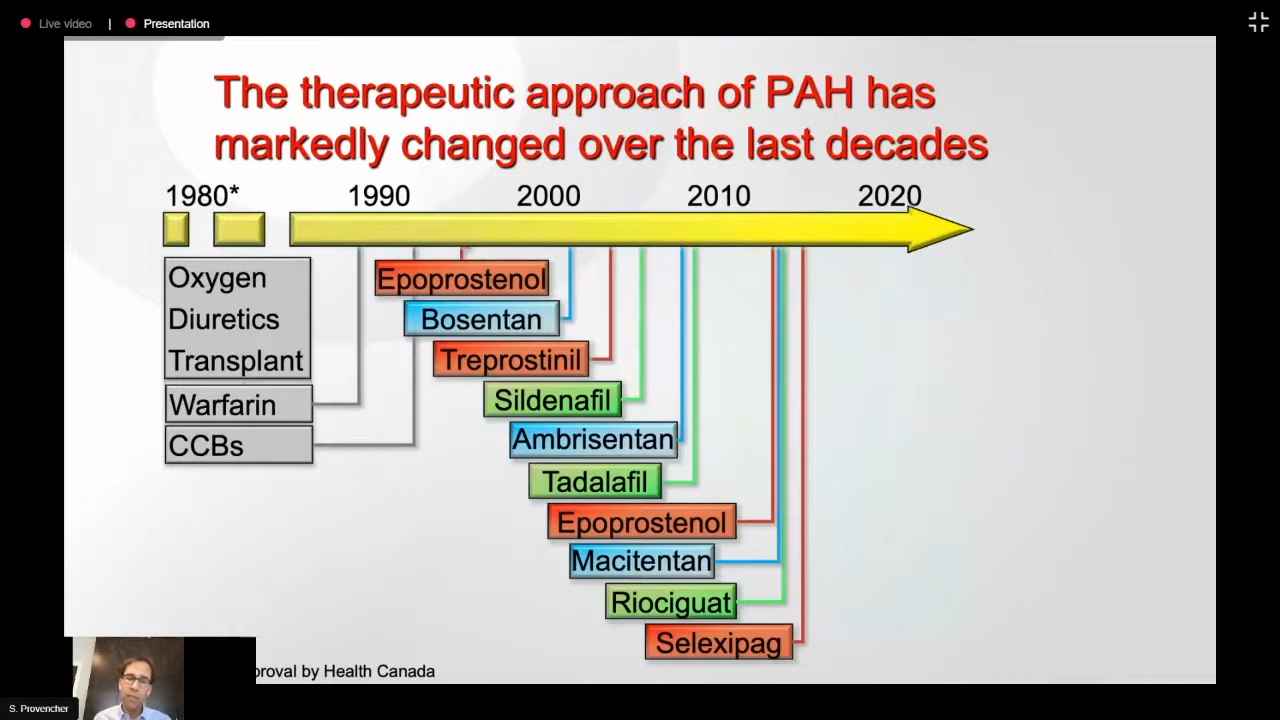 Live video | Presentation
The therapeutic approach of PAH has
markedly changed over the last decades
1980* 1990 2000 2010 2020
Oxygen
Diuretics
Transplant
Warfarin
CCBs
Epoprostenol
Bosentan
Treprostinil
Sildenafil
Ambrisentan
Tadalafil
Epoprostenol
Macitentan
Riociguat
Selexipag
by Health Canada
S. Provencher